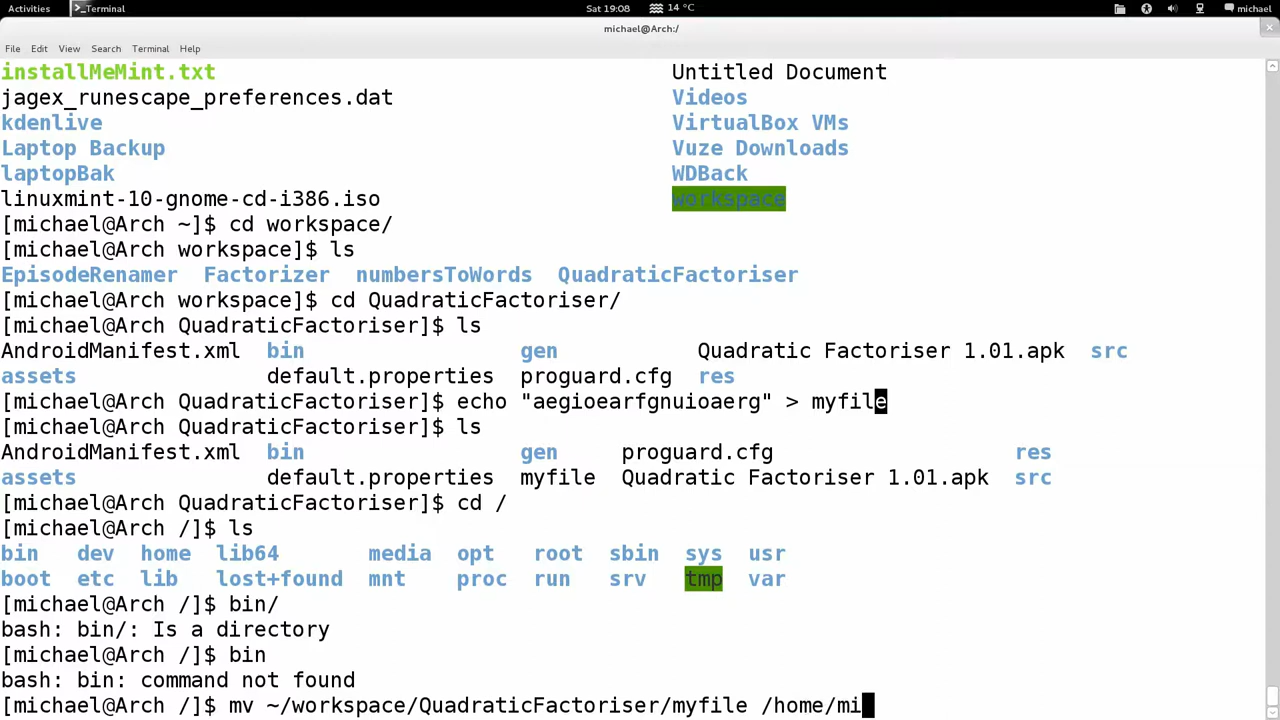 Activities Terminal Sat 19:08 14 °C michael
michael@Arch:/
File Edit View Search Terminal Help
installMeMint.txt Untitled Document
jagex_runescape_preferences.dat Videos
kdenlive VirtualBox VMs
Laptop Backup Vuze Downloads
laptopBak WDBack
linuxmint-10-gnome-cd-i386.iso workspace
[michael@Arch ~]$ cd workspace/
[michael@Arch workspace]$ ls
EpisodeRenamer Factorizer numbersToWords QuadraticFactoriser
[michael@Arch workspace]$ cd QuadraticFactoriser/
[michael@Arch QuadraticFactoriser]$ ls
AndroidManifest.xml bin gen Quadratic Factoriser 1.01.apk src
assets default.properties proguard.cfg res
[michael@Arch QuadraticFactoriser]$ echo "aegioearfgnuioaerg" > myfile
[michael@Arch QuadraticFactoriser]$ ls
AndroidManifest.xml bin gen proguard.cfg res
assets default.properties myfile Quadratic Factoriser 1.01.apk src
[michael@Arch QuadraticFactoriser]$ cd /
[michael@Arch /]$ ls
bin dev home lib64 media opt root sbin sys usr
boot etc lib lost+found mnt proc run srv tmp var
[michael@Arch /]$ bin/
bash: bin/: Is a directory
[michael@Arch /]$ bin
bash: bin: command not found
[michael@Arch /]$ mv ~/workspace/QuadraticFactoriser/myfile /home/mi